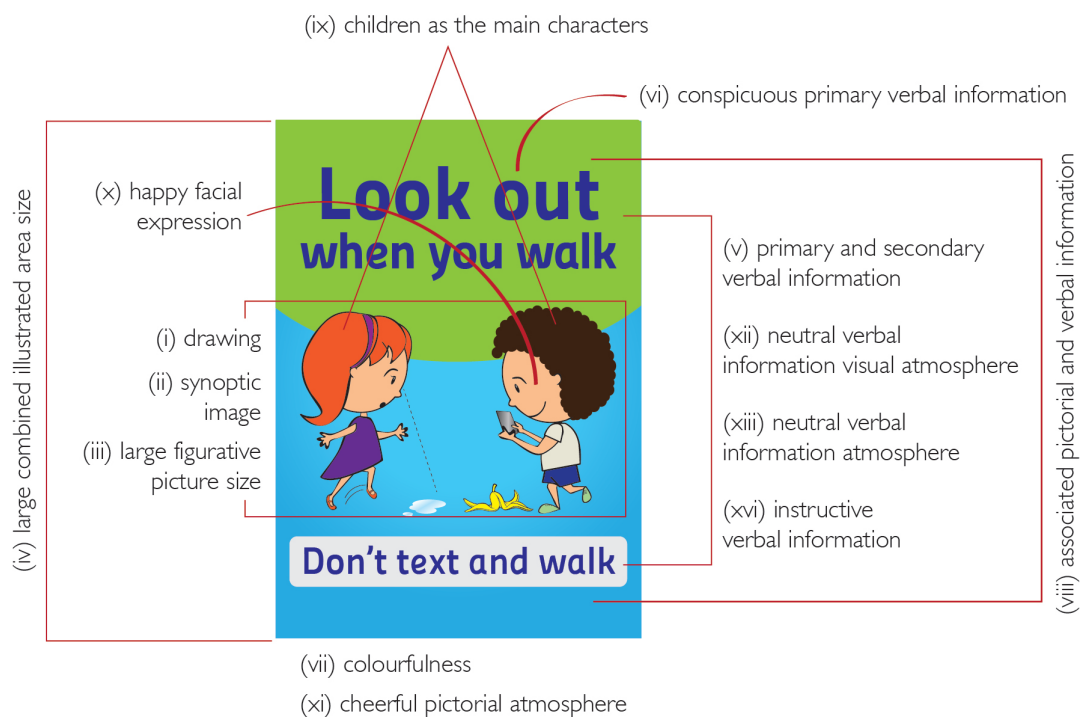 (ix) children as the main characters
(vi) conspicuous primary verbal information
(iv) large combined illustrated area size
(x) happy facial
expression
Look out
when you walk
(v) primary and secondary
verbal information
(i) drawing
(ii) synoptic
image
(iii) large figurative
picture size
(xii) neutral verbal
information visual atmosphere
(xiii) neutral verbal
information atmosphere
(xvi) instructive
verbal information
(viii) associated pictorial and verbal information
Don't text and walk
(vii) colourfulness
(xi) cheerful pictorial atmosphere